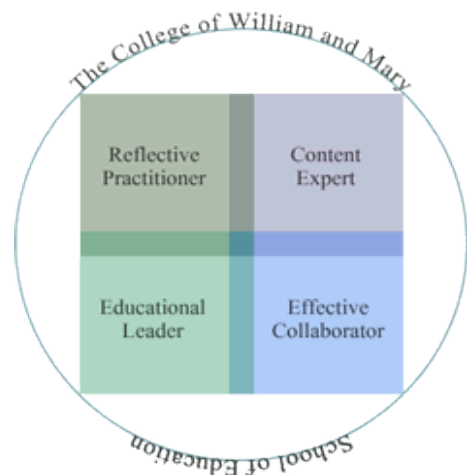 The College of William and Mary
Reflective
Practitioner
Content
Expert
Educational
Leader
Effective
Collaborator
School of Education